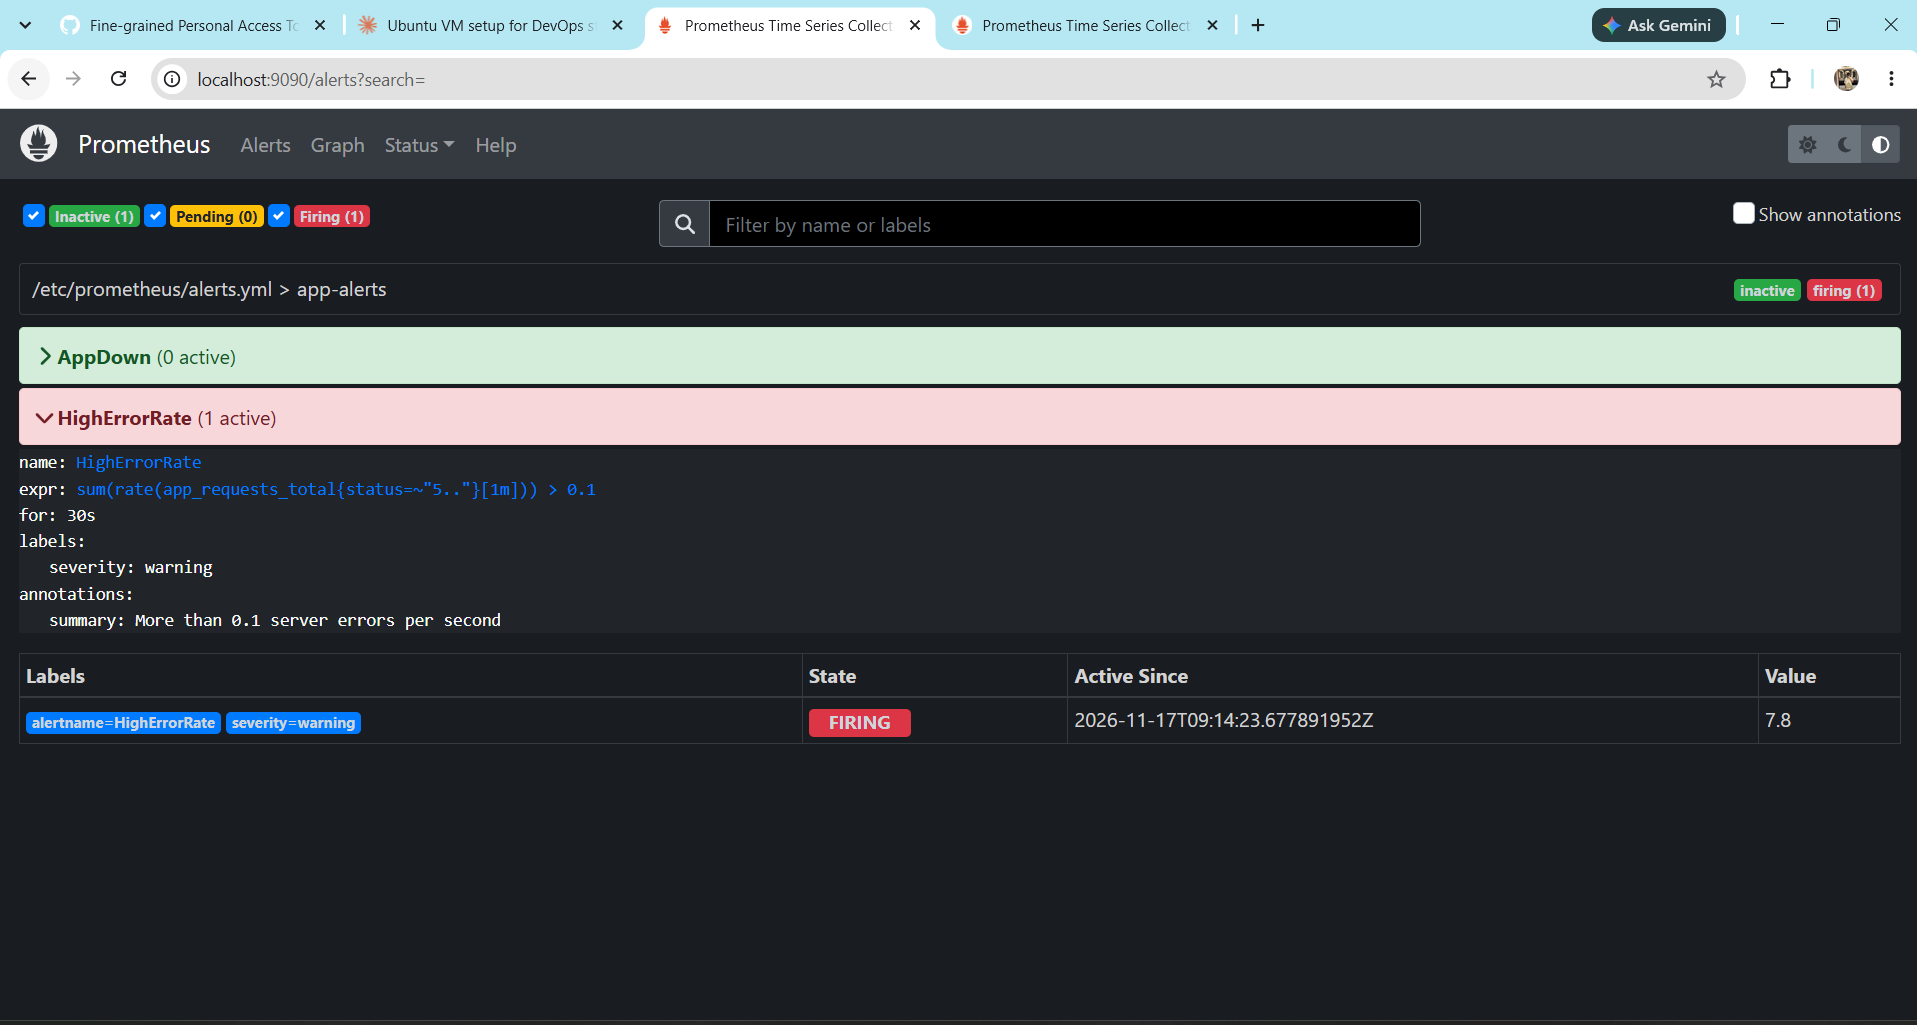 Fine-grained Personal Access To
Ubuntu VM setup for DevOps s
Prometheus Time Series Collect
Prometheus Time Series Collect
Ask Gemini
localhost:9090/alerts?search=
Prometheus Alerts Graph Status Help
Inactive (1) Pending (0) Firing (1)
Filter by name or labels
Show annotations
/etc/prometheus/alerts.yml > app-alerts
inactive firing (1)
AppDown (0 active)
HighErrorRate (1 active)
name: HighErrorRate
expr: sum(rate(app_requests_total{status=~"5.."}[1m])) > 0.1
for: 30s
labels:
severity: warning
annotations:
summary: More than 0.1 server errors per second
Labels State Active Since Value
alertname=HighErrorRate severity=warning FIRING 2026-11-17T09:14:23.677891952Z 7.8